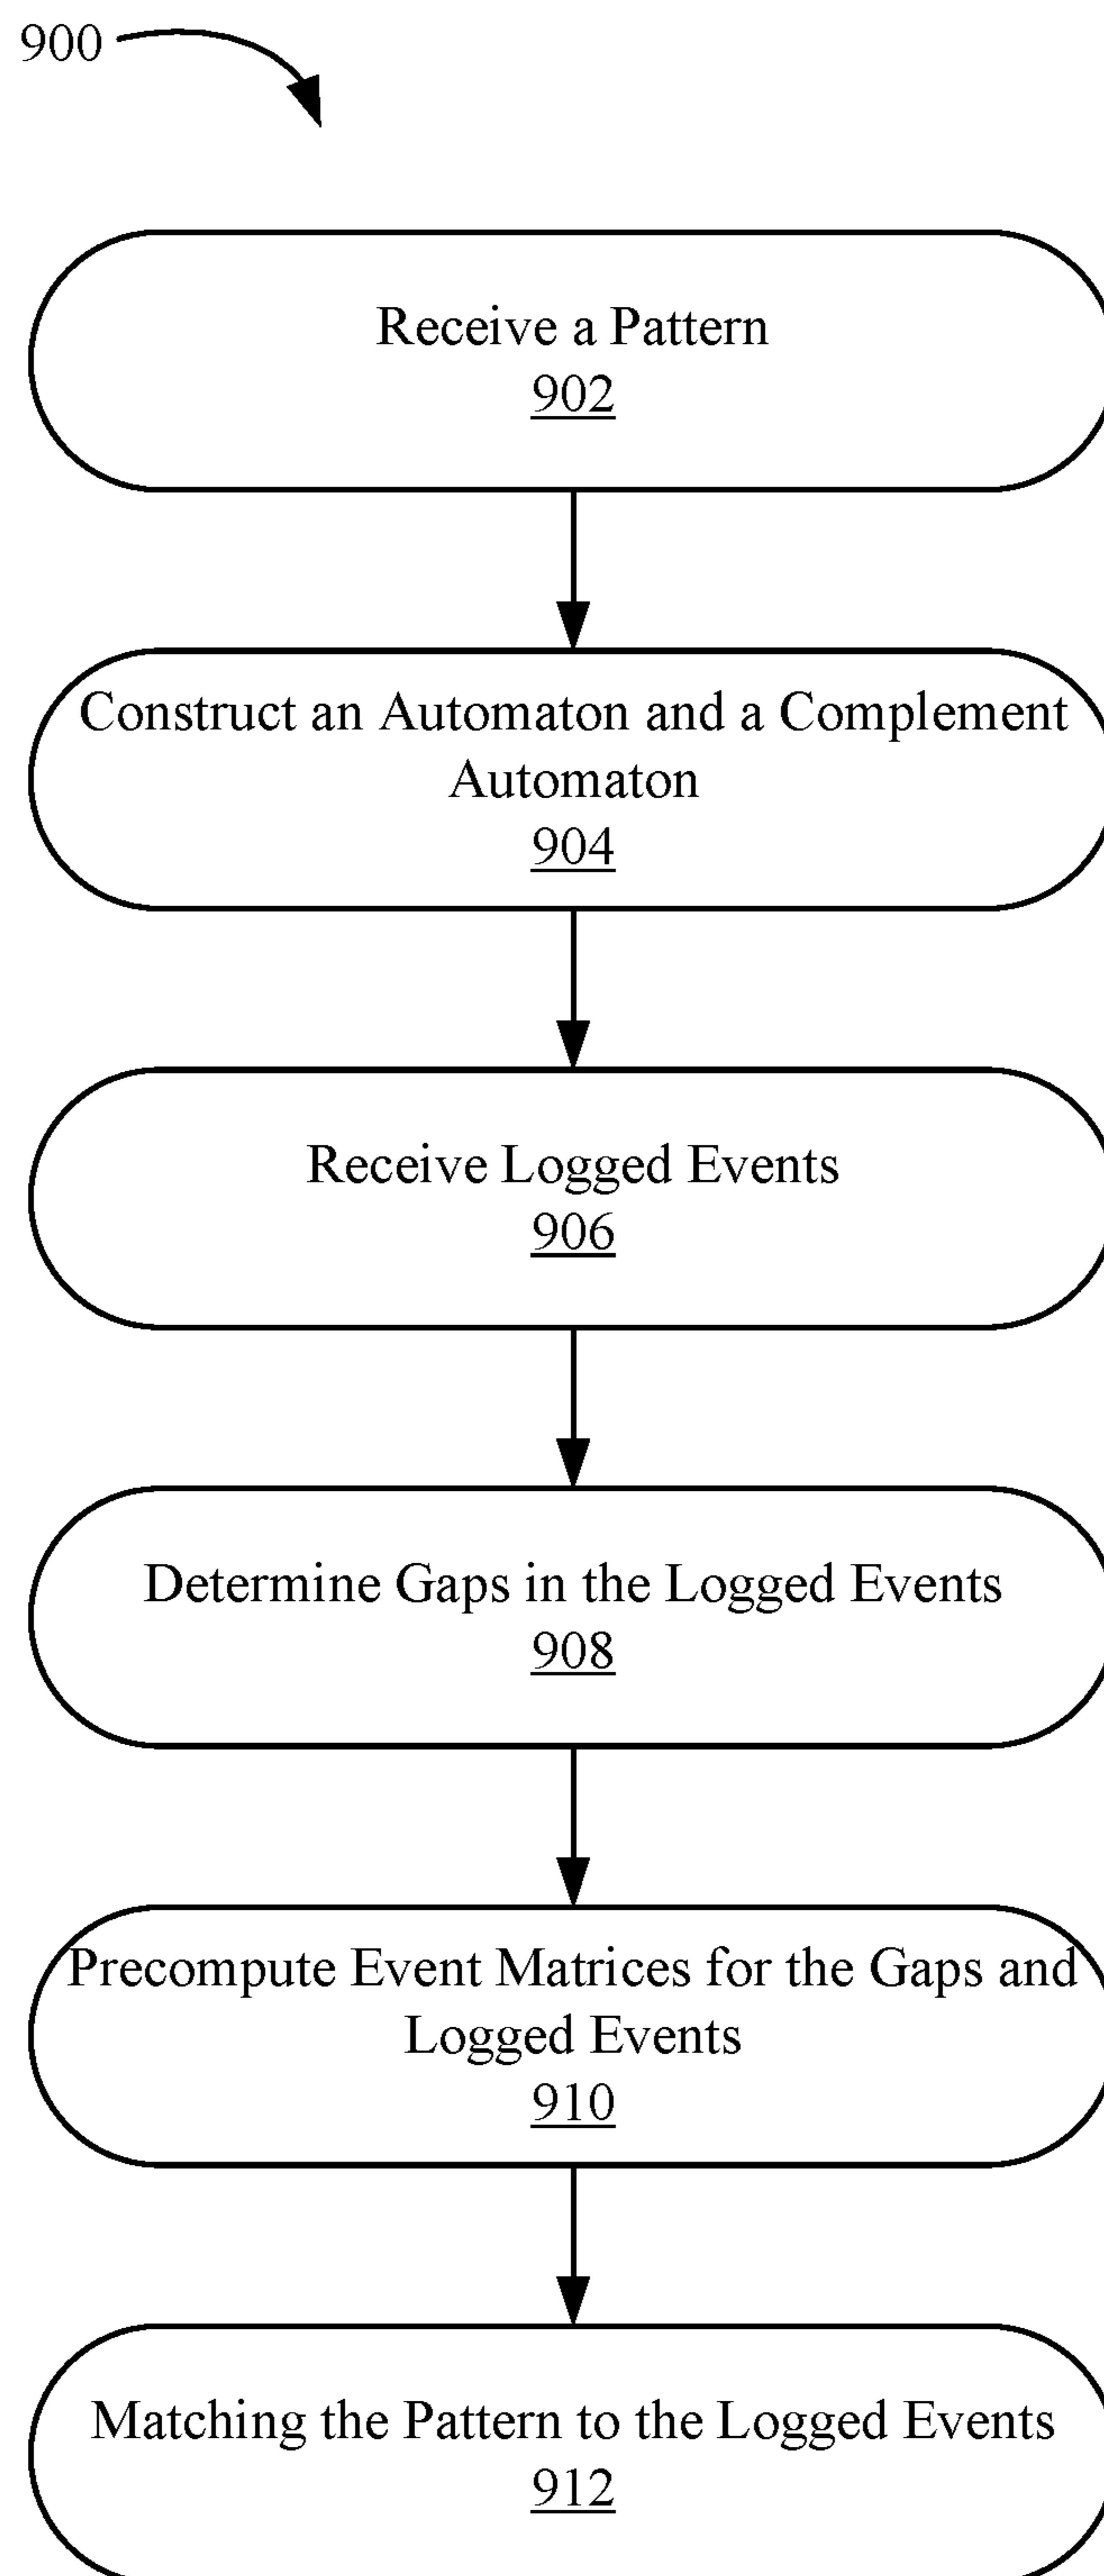 900
Receive a Pattern
902
Construct an Automaton and a Complement
Automaton
904
Receive Logged Events
906
Determine Gaps in the Logged Events
908
Precompute Event Matrices for the Gaps and
Logged Events
910
Matching the Pattern to the Logged Events
912